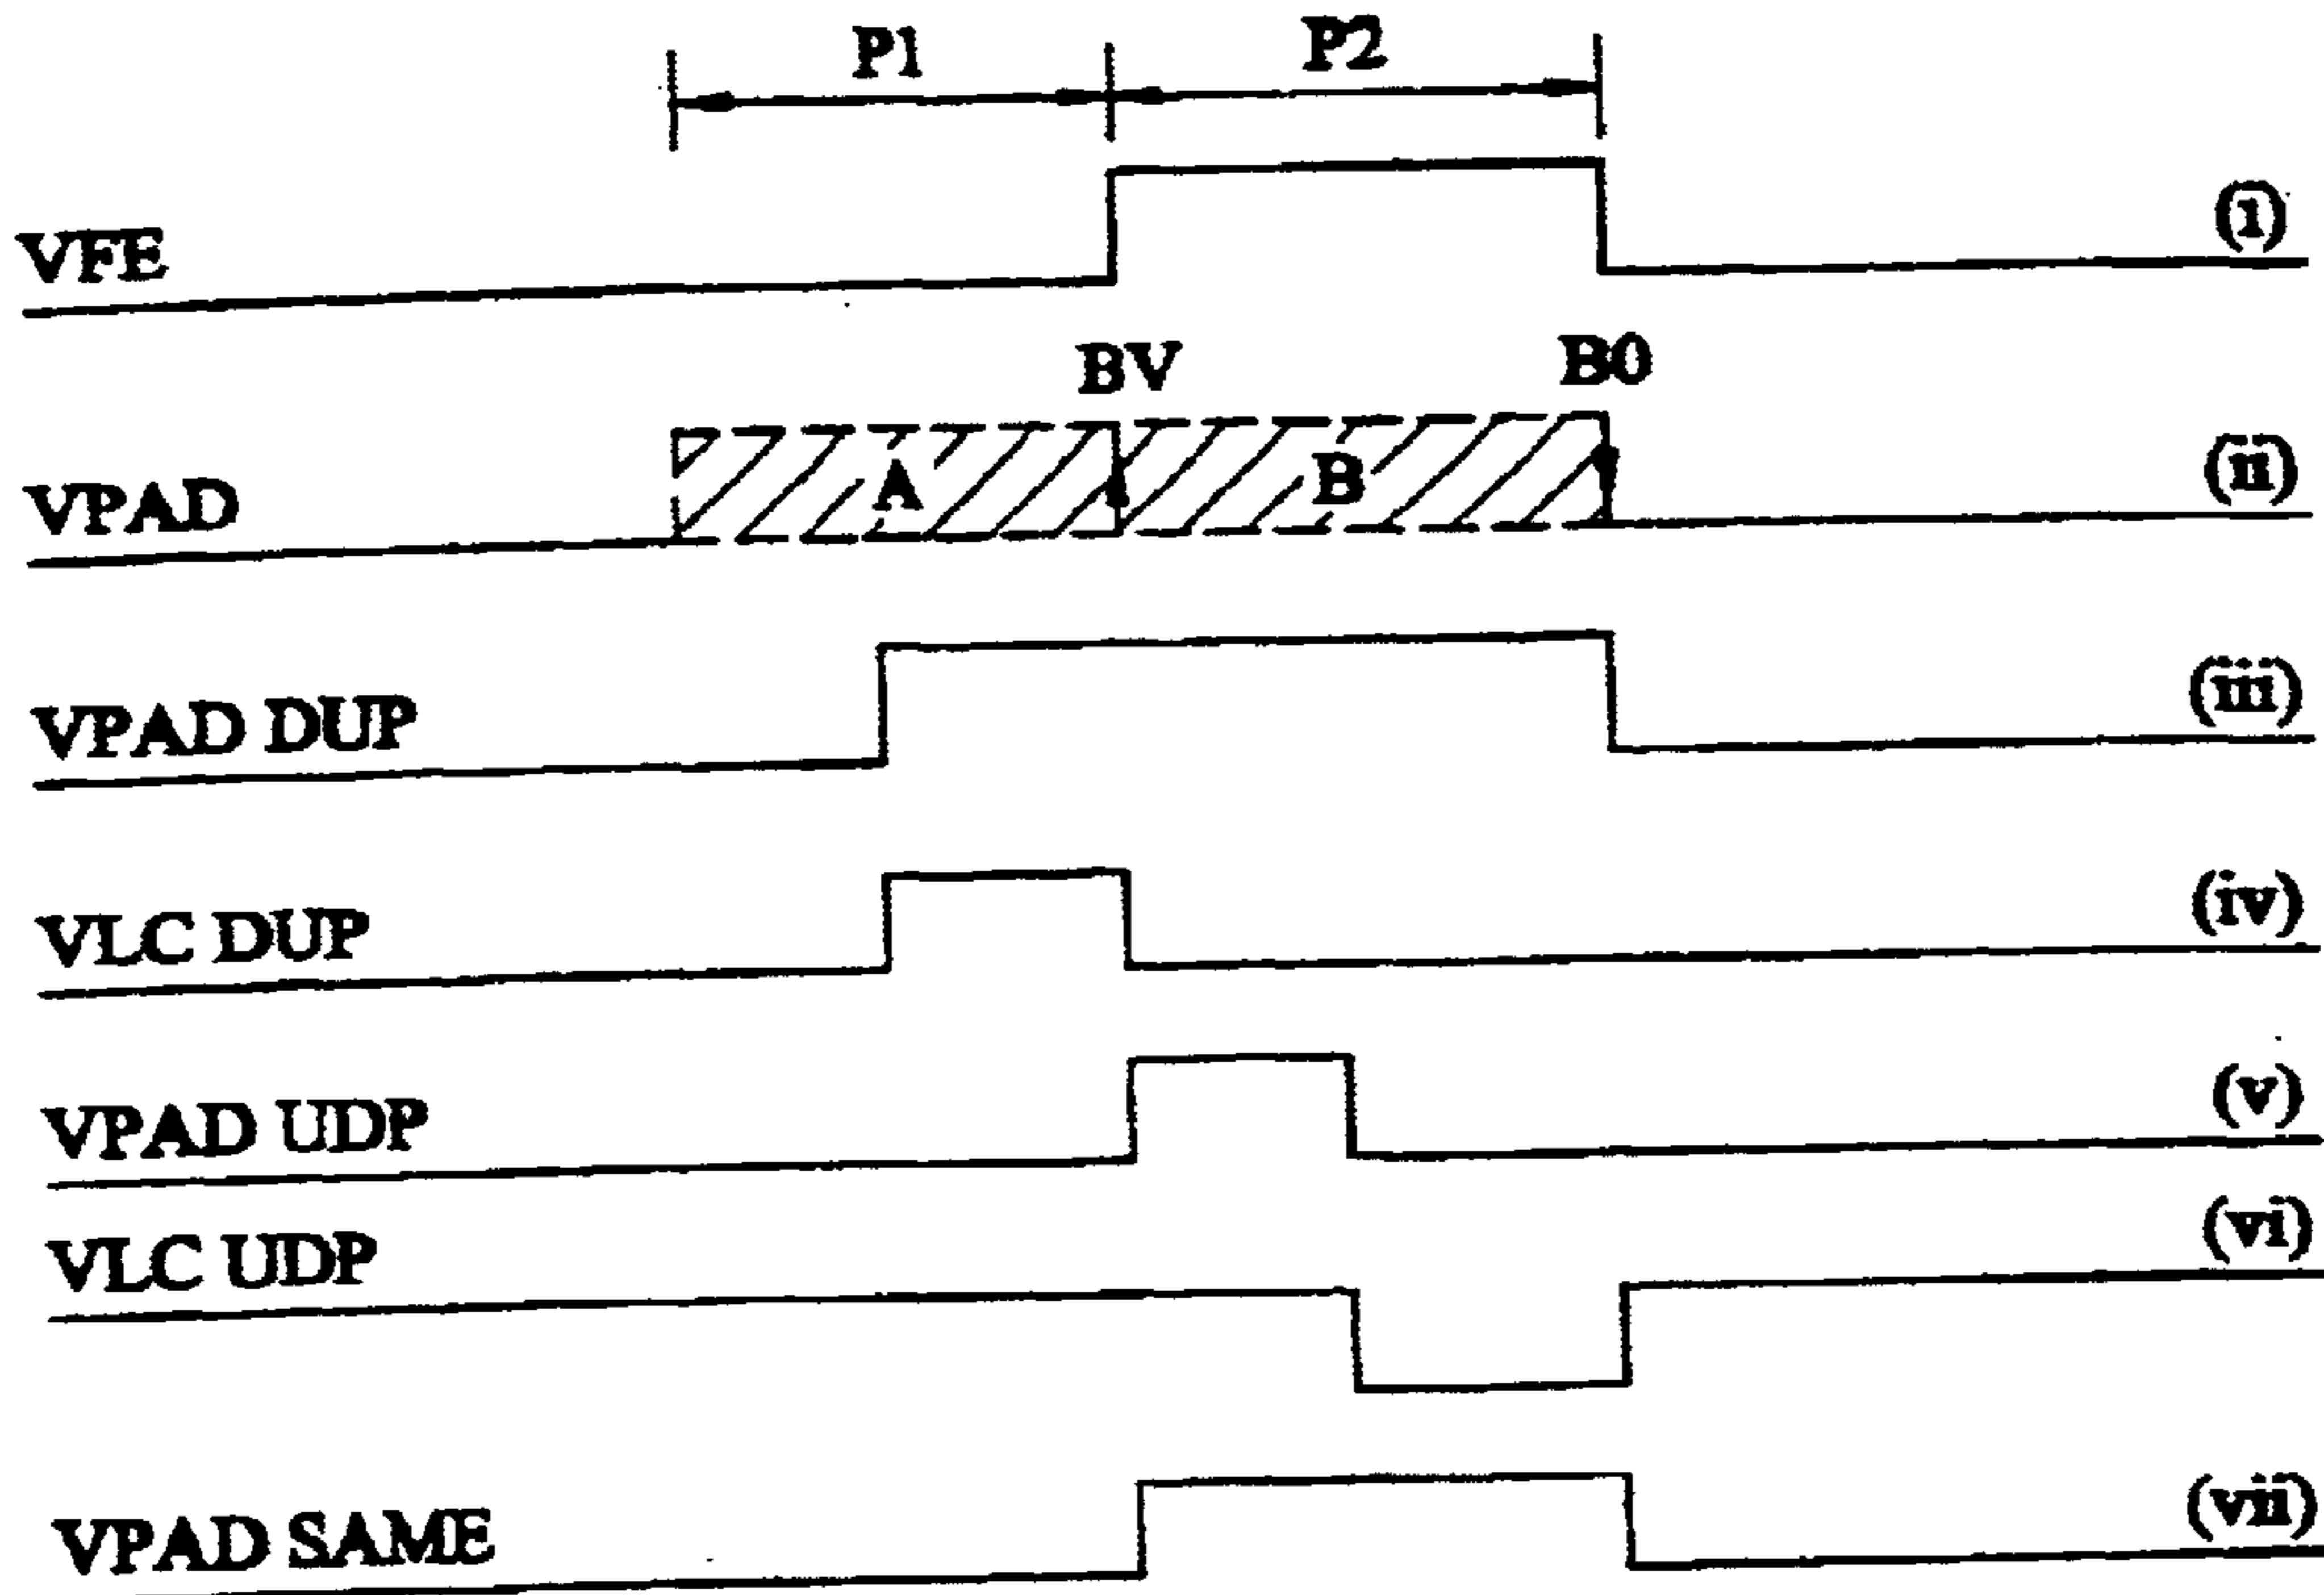 P1 P2
VFE (i)
BV B0
VPAD A B (ii)
VPAD DUP (iii)
VLC DUP (iv)
VPAD UDP (v)
VLC UDP (vi)
VPAD SAME (vii)